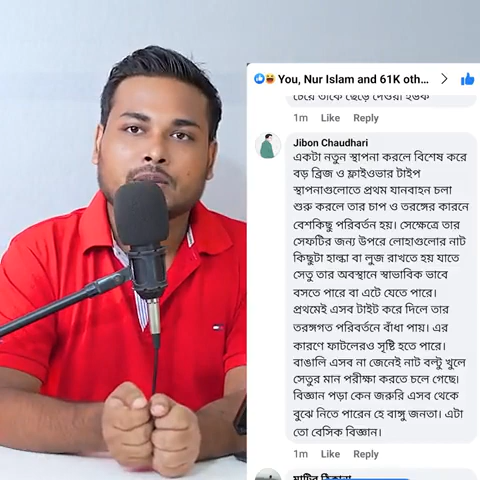 You, Nur Islam and 61K oth...
চেয়ে তাকে ছেড়ে দেওয়া হউক
1m Like Reply
Jibon Chaudhari
একটা নতুন স্থাপনা করলে বিশেষ করে
বড় ব্রিজ ও ফ্লাইওভার টাইপ
স্থাপনাগুলোতে প্রথম যানবাহন চলা
শুরু করলে তার চাপ ও তরঙ্গের কারনে
বেশকিছু পরিবর্তন হয়। সেক্ষেত্রে তার
সেফটির জন্য উপরে লোহাগুলোর নাট
কিছুটা হাল্কা বা লুজ রাখতে হয় যাতে
সেতু তার অবস্থানে স্বাভাবিক ভাবে
বসতে পারে বা এটে যেতে পারে।
প্রথমেই এসব টাইট করে দিলে তার
তরঙ্গগত পরিবর্তনে বাঁধা পায়। এর
কারণে ফাটলেরও সৃষ্টি হতে পারে।
বাঙালি এসব না জেনেই নাট বল্টু খুলে
সেতুর মান পরীক্ষা করতে চলে গেছে।
বিজ্ঞান পড়া কেন জরুরি এসব থেকে
বুঝে নিতে পারেন হে বাঙ্গু জনতা। এটা
তো বেসিক বিজ্ঞান।
1m Like Reply